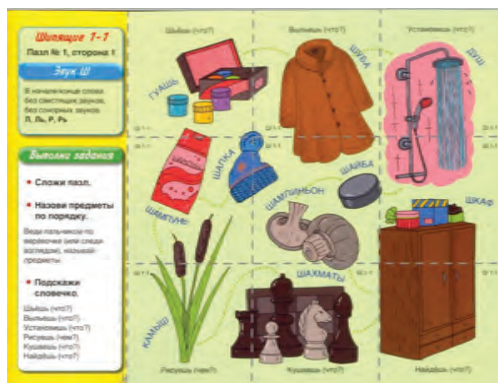 Шипящие 1-1
Пазл № 1, сторона 1
Звук Ш
В начале/конце слова
без свистящих звуков,
без сонорных звуков
Л, Ль, Р, Рь
Выполни задания
• Сложи пазл.
• Назови предметы
по порядку.
Веди пальчиком по
верёвочке (или следи
взглядом), называй
предметы.
• Подскажи
словечко.
Шьёшь (что?)
Выльешь (что?)
Установишь (что?)
Рисуешь (чем?)
Кушаешь (что?)
Найдёшь (что?)
Шьёшь (что?)
Выльешь (что?)
Установишь (что?)
ГУАШЬ
ШУБА
ДУШ
ШАПКА
ШАЙБА
ШАМПУНЬ
ШАМПИНЬОН
ШКАФ
КАМЫШ
ШАХМАТЫ
Рисуешь (чем?)
Кушаешь (что?)
Найдёшь (что?)